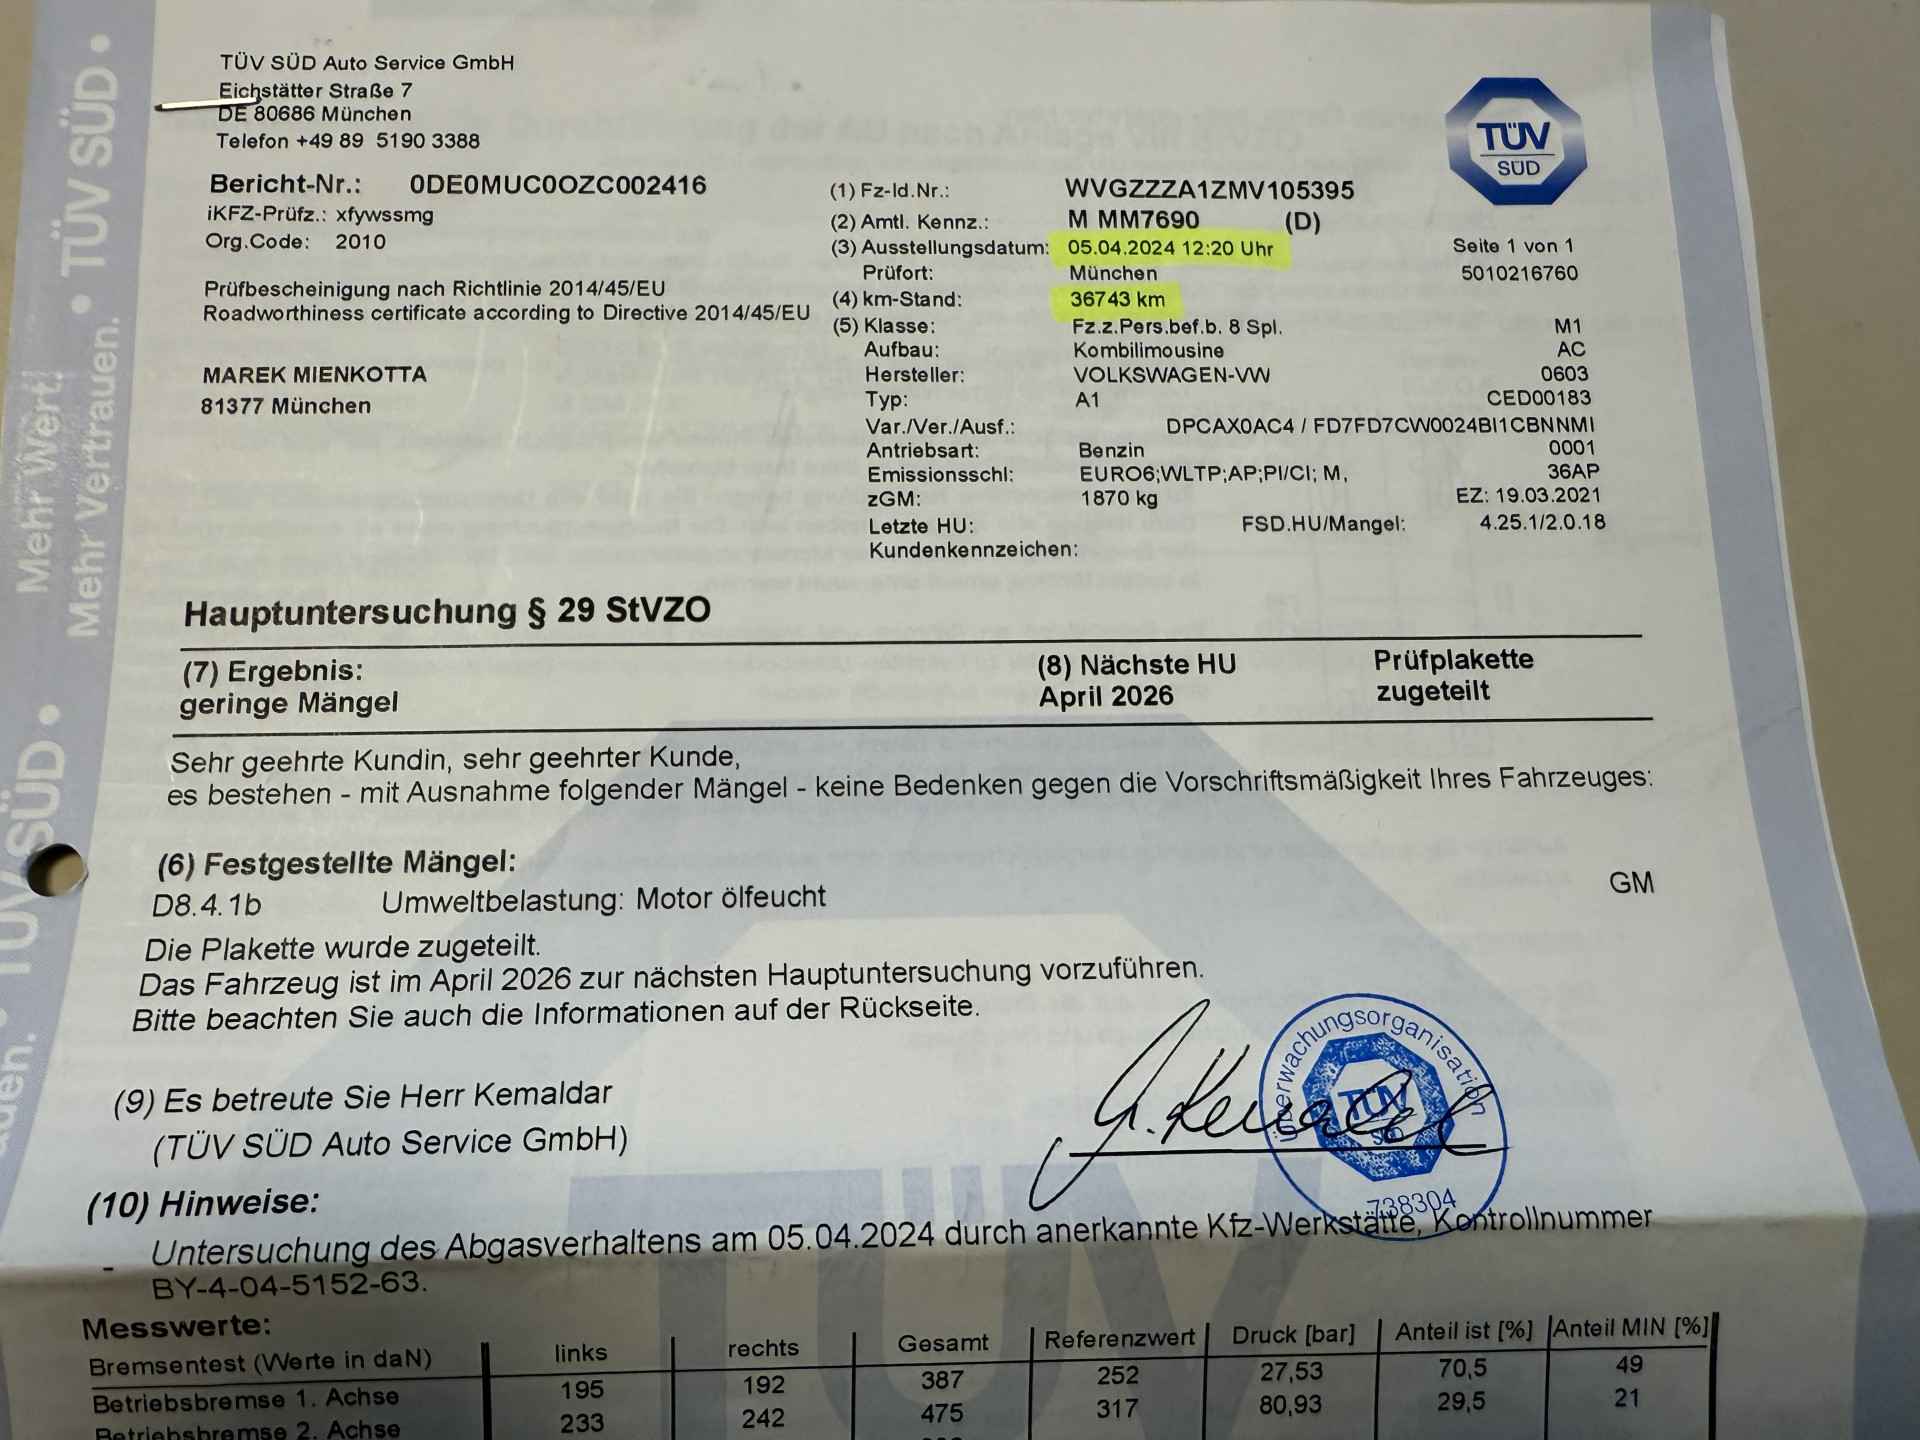 TÜV SÜD Auto Service GmbH
Eichstätter Straße 7
DE 80686 München
Telefon +49 89 5190 3388
Bericht-Nr.: 0DE0MUC0OZC002416
iKFZ-Prüfz.: xfywssmg
Org.Code: 2010
Prüfbescheinigung nach Richtlinie 2014/45/EU
Roadworthiness certificate according to Directive 2014/45/EU
MAREK MIENKOTTA
81377 München
TÜV
SÜD
(1) Fz-Id.Nr.: WVGZZZA1ZMV105395
(2) Amtl. Kennz.: M MM7690 (D)
(3) Ausstellungsdatum: 05.04.2024 12:20 Uhr Seite 1 von 1
Prüfort: München 5010216760
(4) km-Stand: 36743 km
(5) Klasse: Fz.z.Pers.bef.b. 8 Spl. M1
Aufbau: Kombilimousine AC
Hersteller: VOLKSWAGEN-VW 0603
Typ: A1 CED00183
Var./Ver./Ausf.: DPCAX0AC4 / FD7FD7CW0024BI1CBNNMI
Antriebsart: Benzin 0001
Emissionsschl: EURO6;WLTP;AP;PI/CI; M, 36AP
zGM: 1870 kg EZ: 19.03.2021
Letzte HU: FSD.HU/Mangel: 4.25.1/2.0.18
Kundenkennzeichen:
Hauptuntersuchung § 29 StVZO
(7) Ergebnis: (8) Nächste HU Prüfplakette
geringe Mängel April 2026 zugeteilt
Sehr geehrte Kundin, sehr geehrter Kunde,
es bestehen - mit Ausnahme folgender Mängel - keine Bedenken gegen die Vorschriftsmäßigkeit Ihres Fahrzeuges:
(6) Festgestellte Mängel:
D8.4.1b Umweltbelastung: Motor ölfeucht GM
Die Plakette wurde zugeteilt.
Das Fahrzeug ist im April 2026 zur nächsten Hauptuntersuchung vorzuführen.
Bitte beachten Sie auch die Informationen auf der Rückseite.
(9) Es betreute Sie Herr Kemaldar
(TÜV SÜD Auto Service GmbH)
Überwachungsorganisation
TÜV
SÜD
738304
(10) Hinweise:
- Untersuchung des Abgasverhaltens am 05.04.2024 durch anerkannte Kfz-Werkstätte, Kontrollnummer
BY-4-04-5152-63.
Messwerte:
Bremsentest (Werte in daN) links rechts Gesamt Referenzwert Druck [bar] Anteil ist [%] Anteil MIN [%]
Betriebsbremse 1. Achse 195 192 387 252 27,53 70,5 49
Betriebsbremse 2. Achse 233 242 475 317 80,93 29,5 21
Mehr Wert.
Mehr Vertrauen.
TÜV SÜD
TÜV SÜD